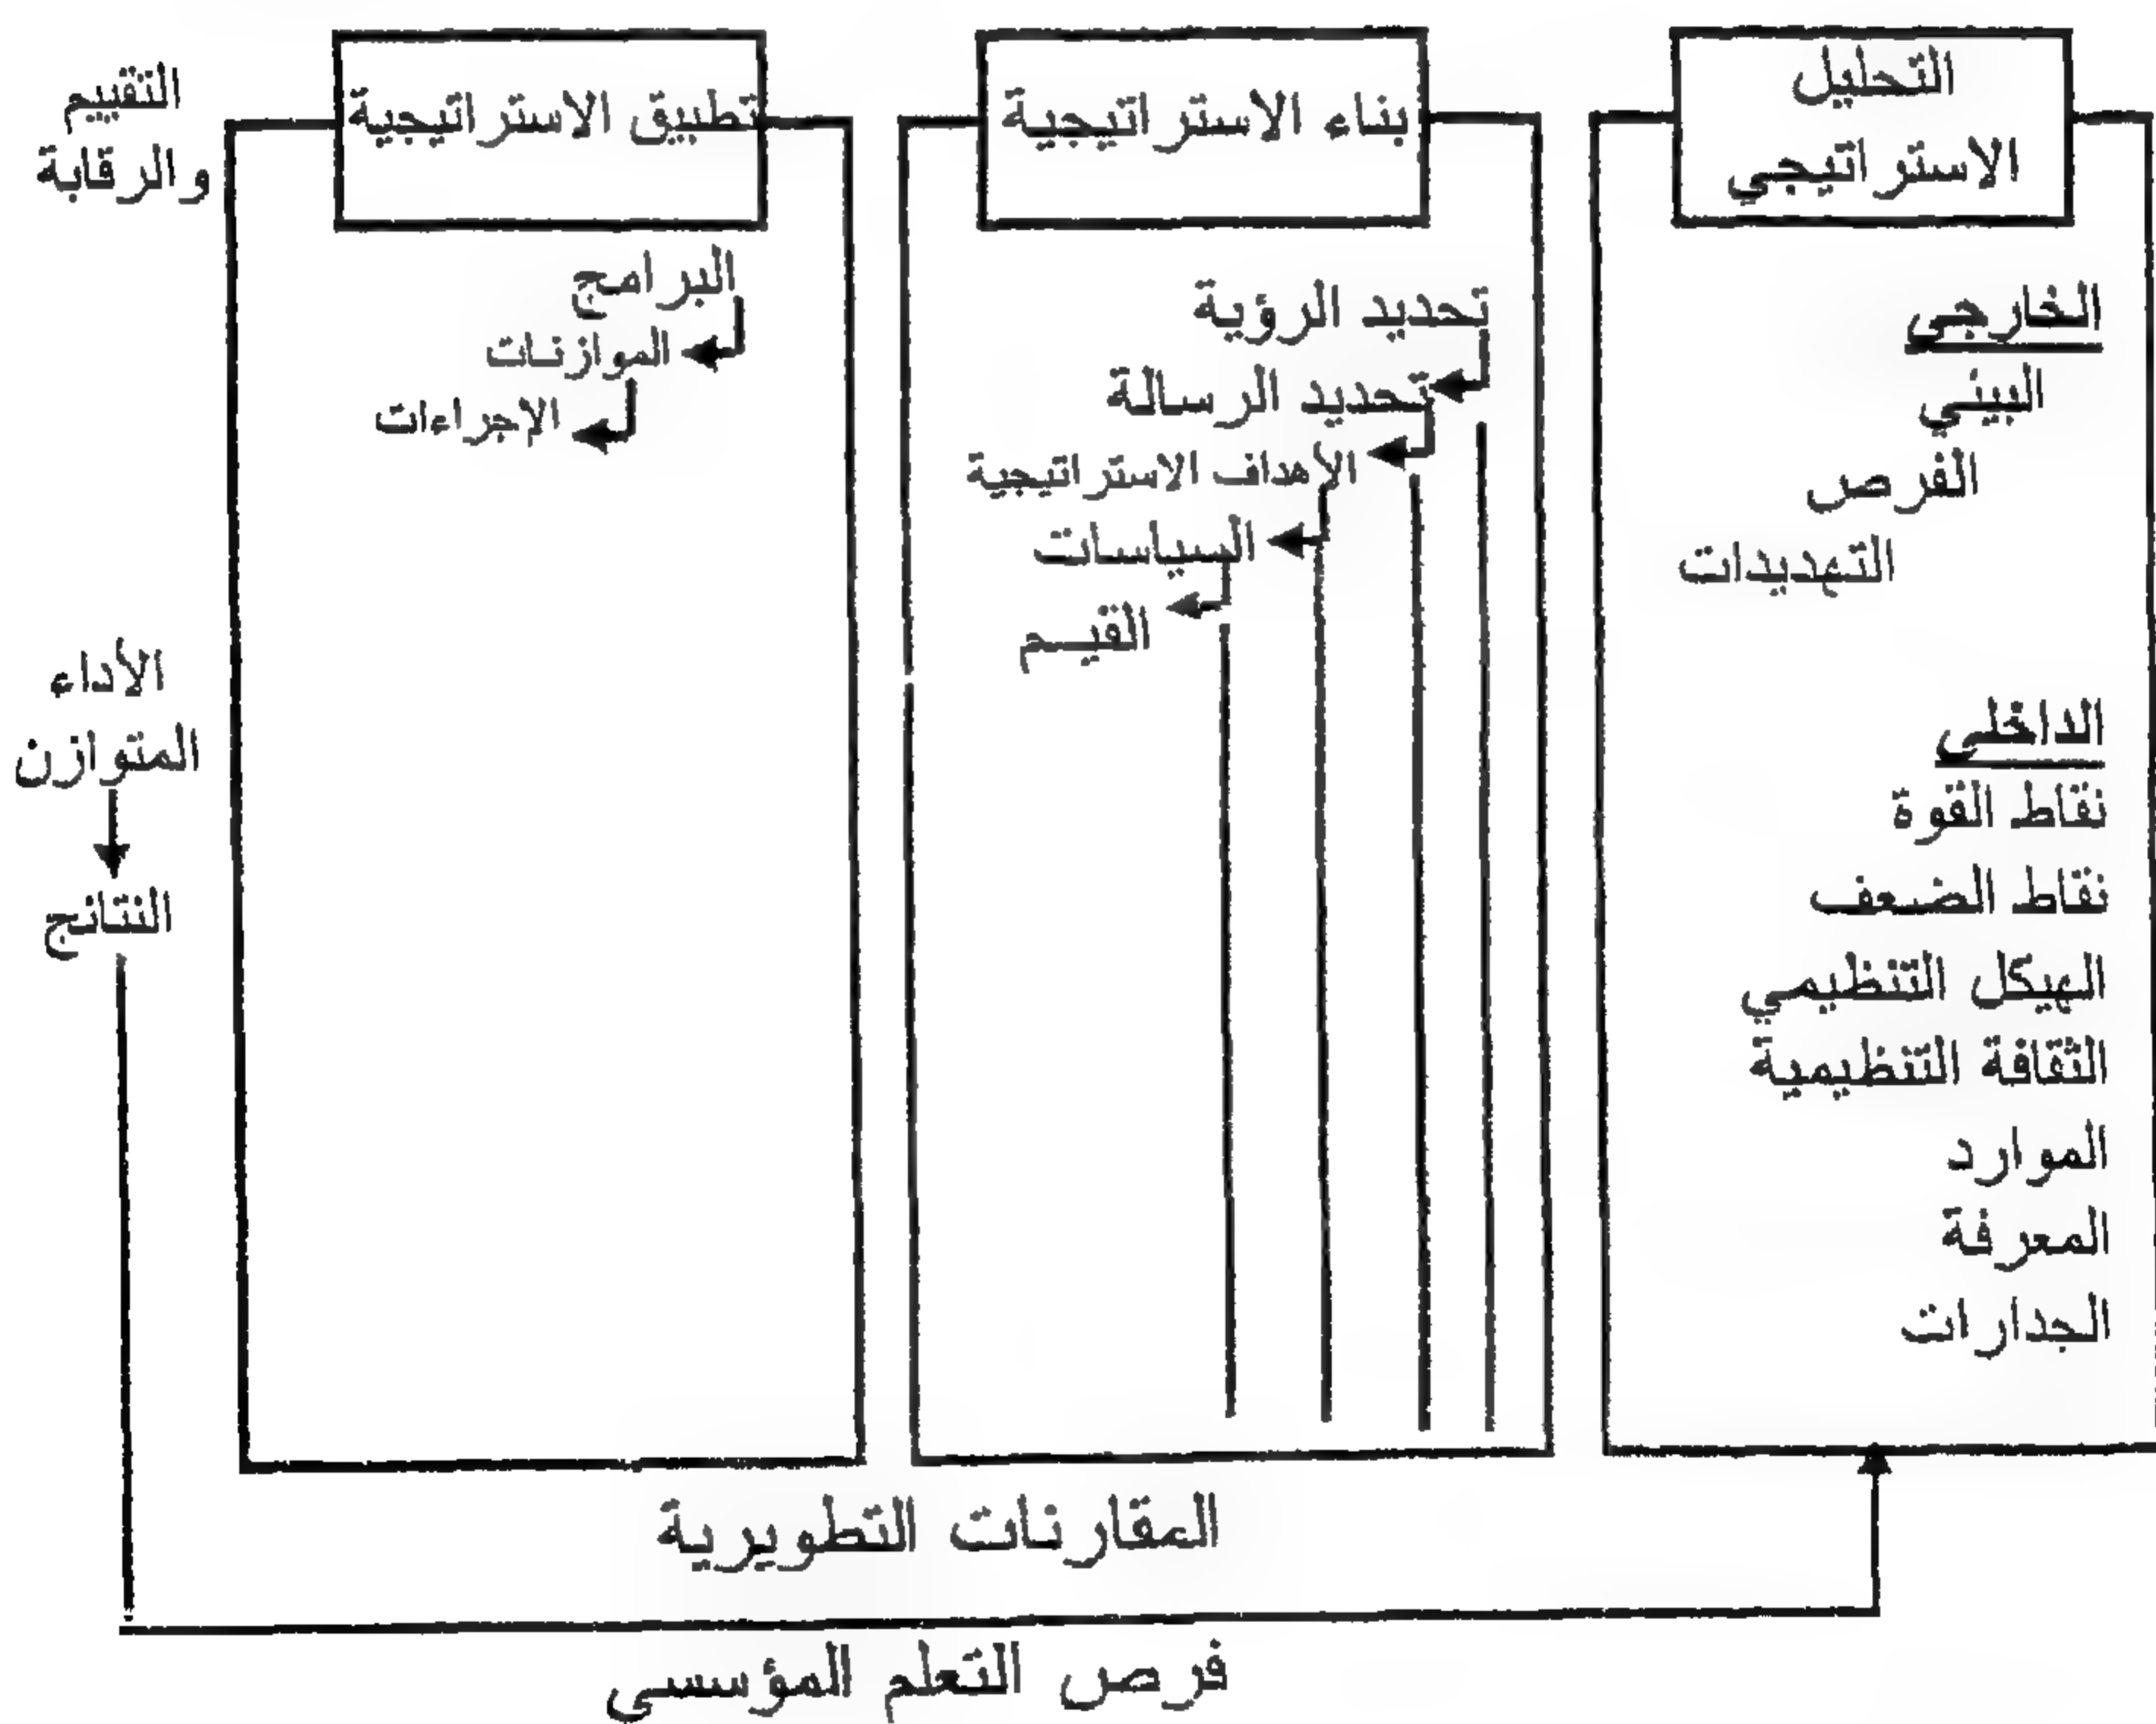 التحليل
الاستراتيجي
الخارجي
البيئي
الفرص
التهديدات
الداخلي
نقاط القوة
نقاط الضعف
الهيكل التنظيمي
الثقافة التنظيمية
الموارد
المعرفة
الجدارات
بناء الاستراتيجية
تحديد الرؤية
تحديد الرسالة
الأهداف الاستراتيجية
السياسات
القيم
تطبيق الاستراتيجية
البرامج
الموازنات
الإجراءات
التقييم
والرقابة
الأداء
المتوازن
النتائج
المقارنات التطويرية
فرص التعلم المؤسسي